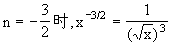 n = -3/2 时, x^{-3/2} = 1/(√x)^3